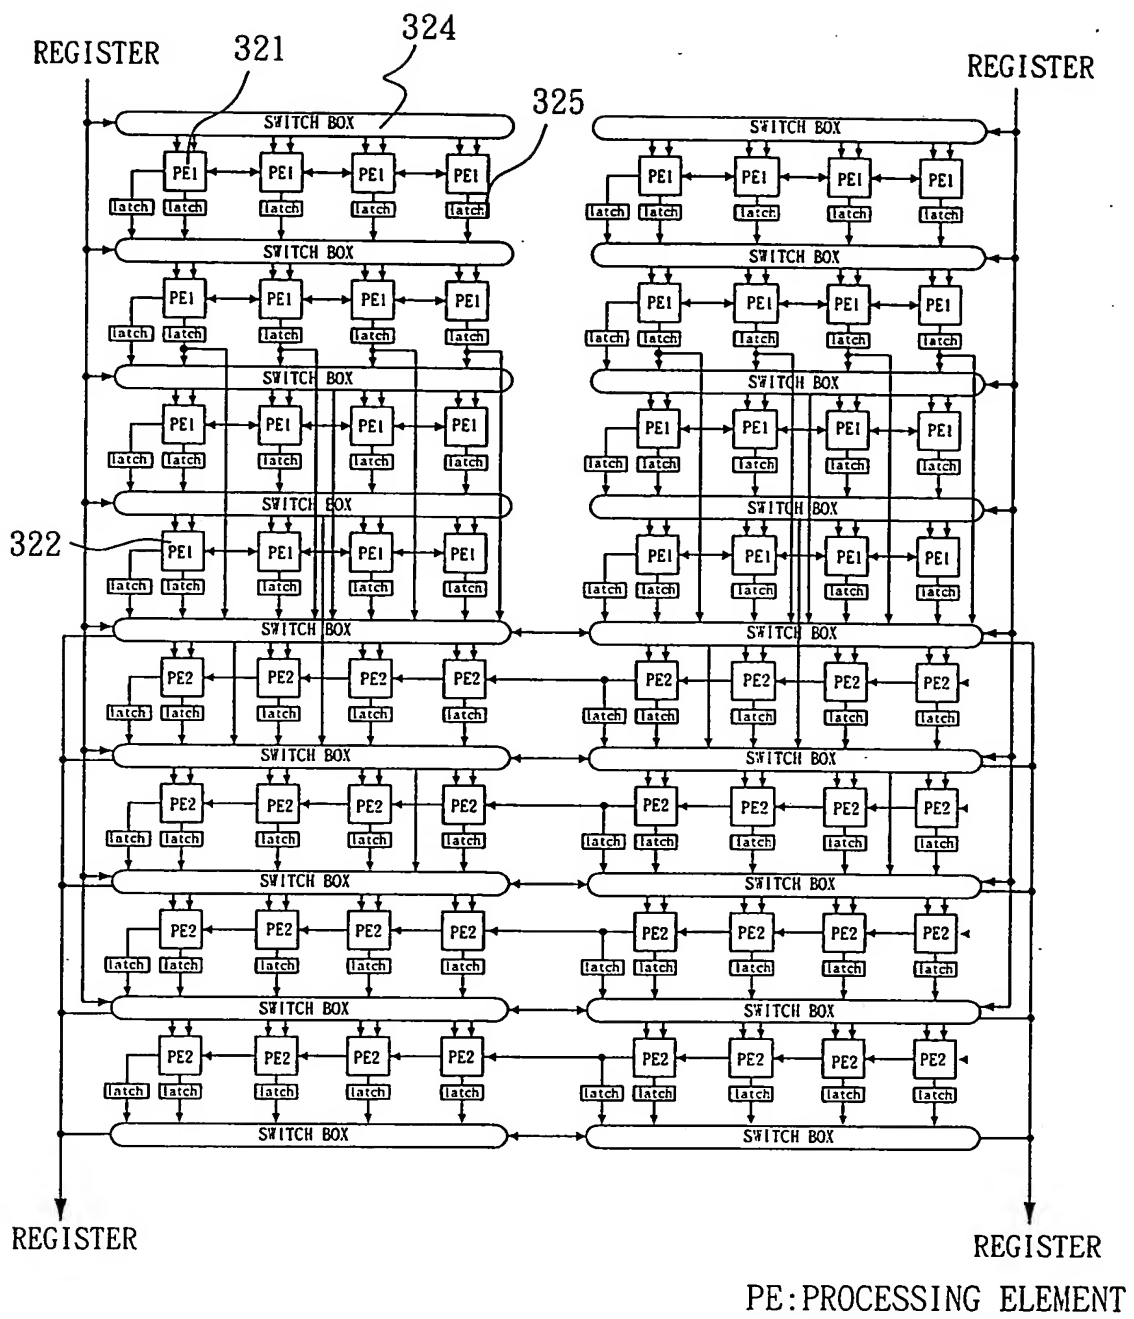 REGISTER 321 324 REGISTER
325
SWITCH BOX SWITCH BOX
PE1 PE1 PE1 PE1 PE1 PE1 PE1 PE1
latch latch latch latch latch latch latch latch latch latch
SWITCH BOX SWITCH BOX
PE1 PE1 PE1 PE1 PE1 PE1 PE1 PE1
latch latch latch latch latch latch latch latch latch latch
SWITCH BOX SWITCH BOX
PE1 PE1 PE1 PE1 PE1 PE1 PE1 PE1
latch latch latch latch latch latch latch latch latch latch
SWITCH BOX SWITCH BOX
322 PE1 PE1 PE1 PE1 PE1 PE1 PE1 PE1
latch latch latch latch latch latch latch latch latch latch
SWITCH BOX SWITCH BOX
PE2 PE2 PE2 PE2 PE2 PE2 PE2 PE2
latch latch latch latch latch latch latch latch latch latch
SWITCH BOX SWITCH BOX
PE2 PE2 PE2 PE2 PE2 PE2 PE2 PE2
latch latch latch latch latch latch latch latch latch latch
SWITCH BOX SWITCH BOX
PE2 PE2 PE2 PE2 PE2 PE2 PE2 PE2
latch latch latch latch latch latch latch latch latch latch
SWITCH BOX SWITCH BOX
PE2 PE2 PE2 PE2 PE2 PE2 PE2 PE2
latch latch latch latch latch latch latch latch latch latch
SWITCH BOX SWITCH BOX
REGISTER REGISTER
PE:PROCESSING ELEMENT